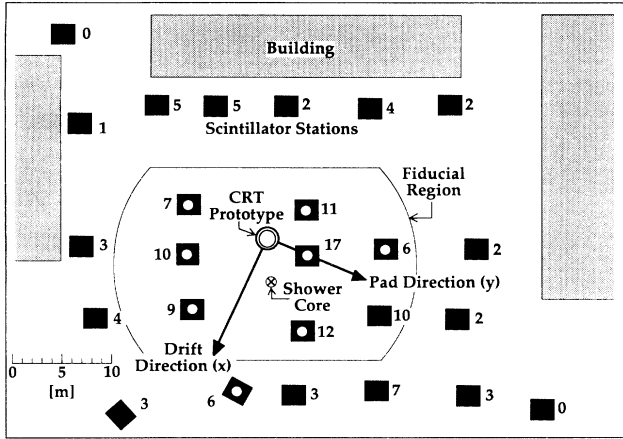 0
Building
5
5
2
4
2
1
Scintillator Stations
Fiducial
Region
7
CRT
Prototype
11
3
10
17
6
2
Pad Direction (y)
Shower
Core
9
4
12
10
2
Drift
Direction (x)
0 5 10
[m]
3
6
3
7
3
0